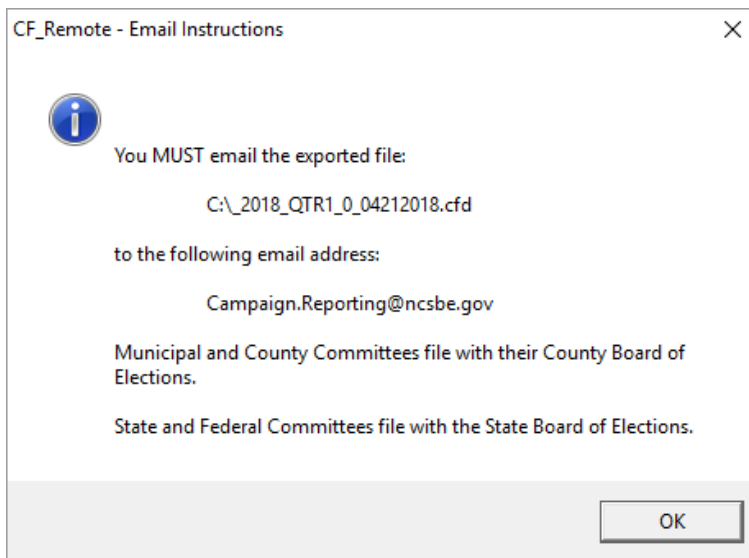 CF_Remote - Email Instructions
You MUST email the exported file:
C:\_2018_QTR1_0_04212018.cfd
to the following email address:
Campaign.Reporting@ncsbe.gov
Municipal and County Committees file with their County Board of
Elections.
State and Federal Committees file with the State Board of Elections.
OK